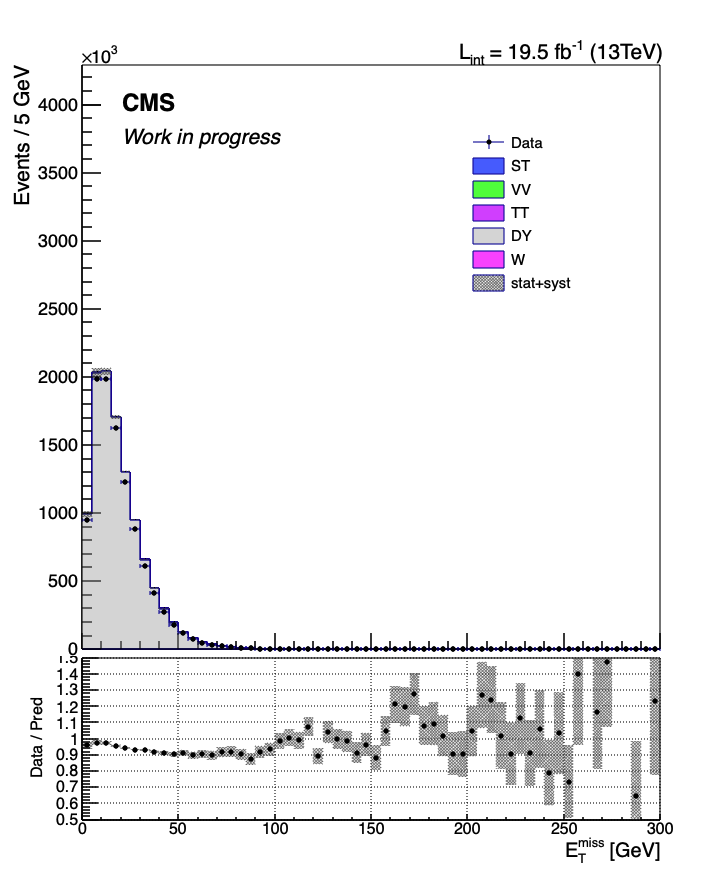 ×10³
L_int = 19.5 fb⁻¹ (13TeV)
Events / 5 GeV
4000
3500
3000
2500
2000
1500
1000
500
0
CMS
Work in progress
Data
ST
VV
TT
DY
W
stat+syst
Data / Pred
1.5
1.4
1.3
1.2
1.1
1
0.9
0.8
0.7
0.6
0.5
0 50 100 150 200 250 300
E_T^miss [GeV]